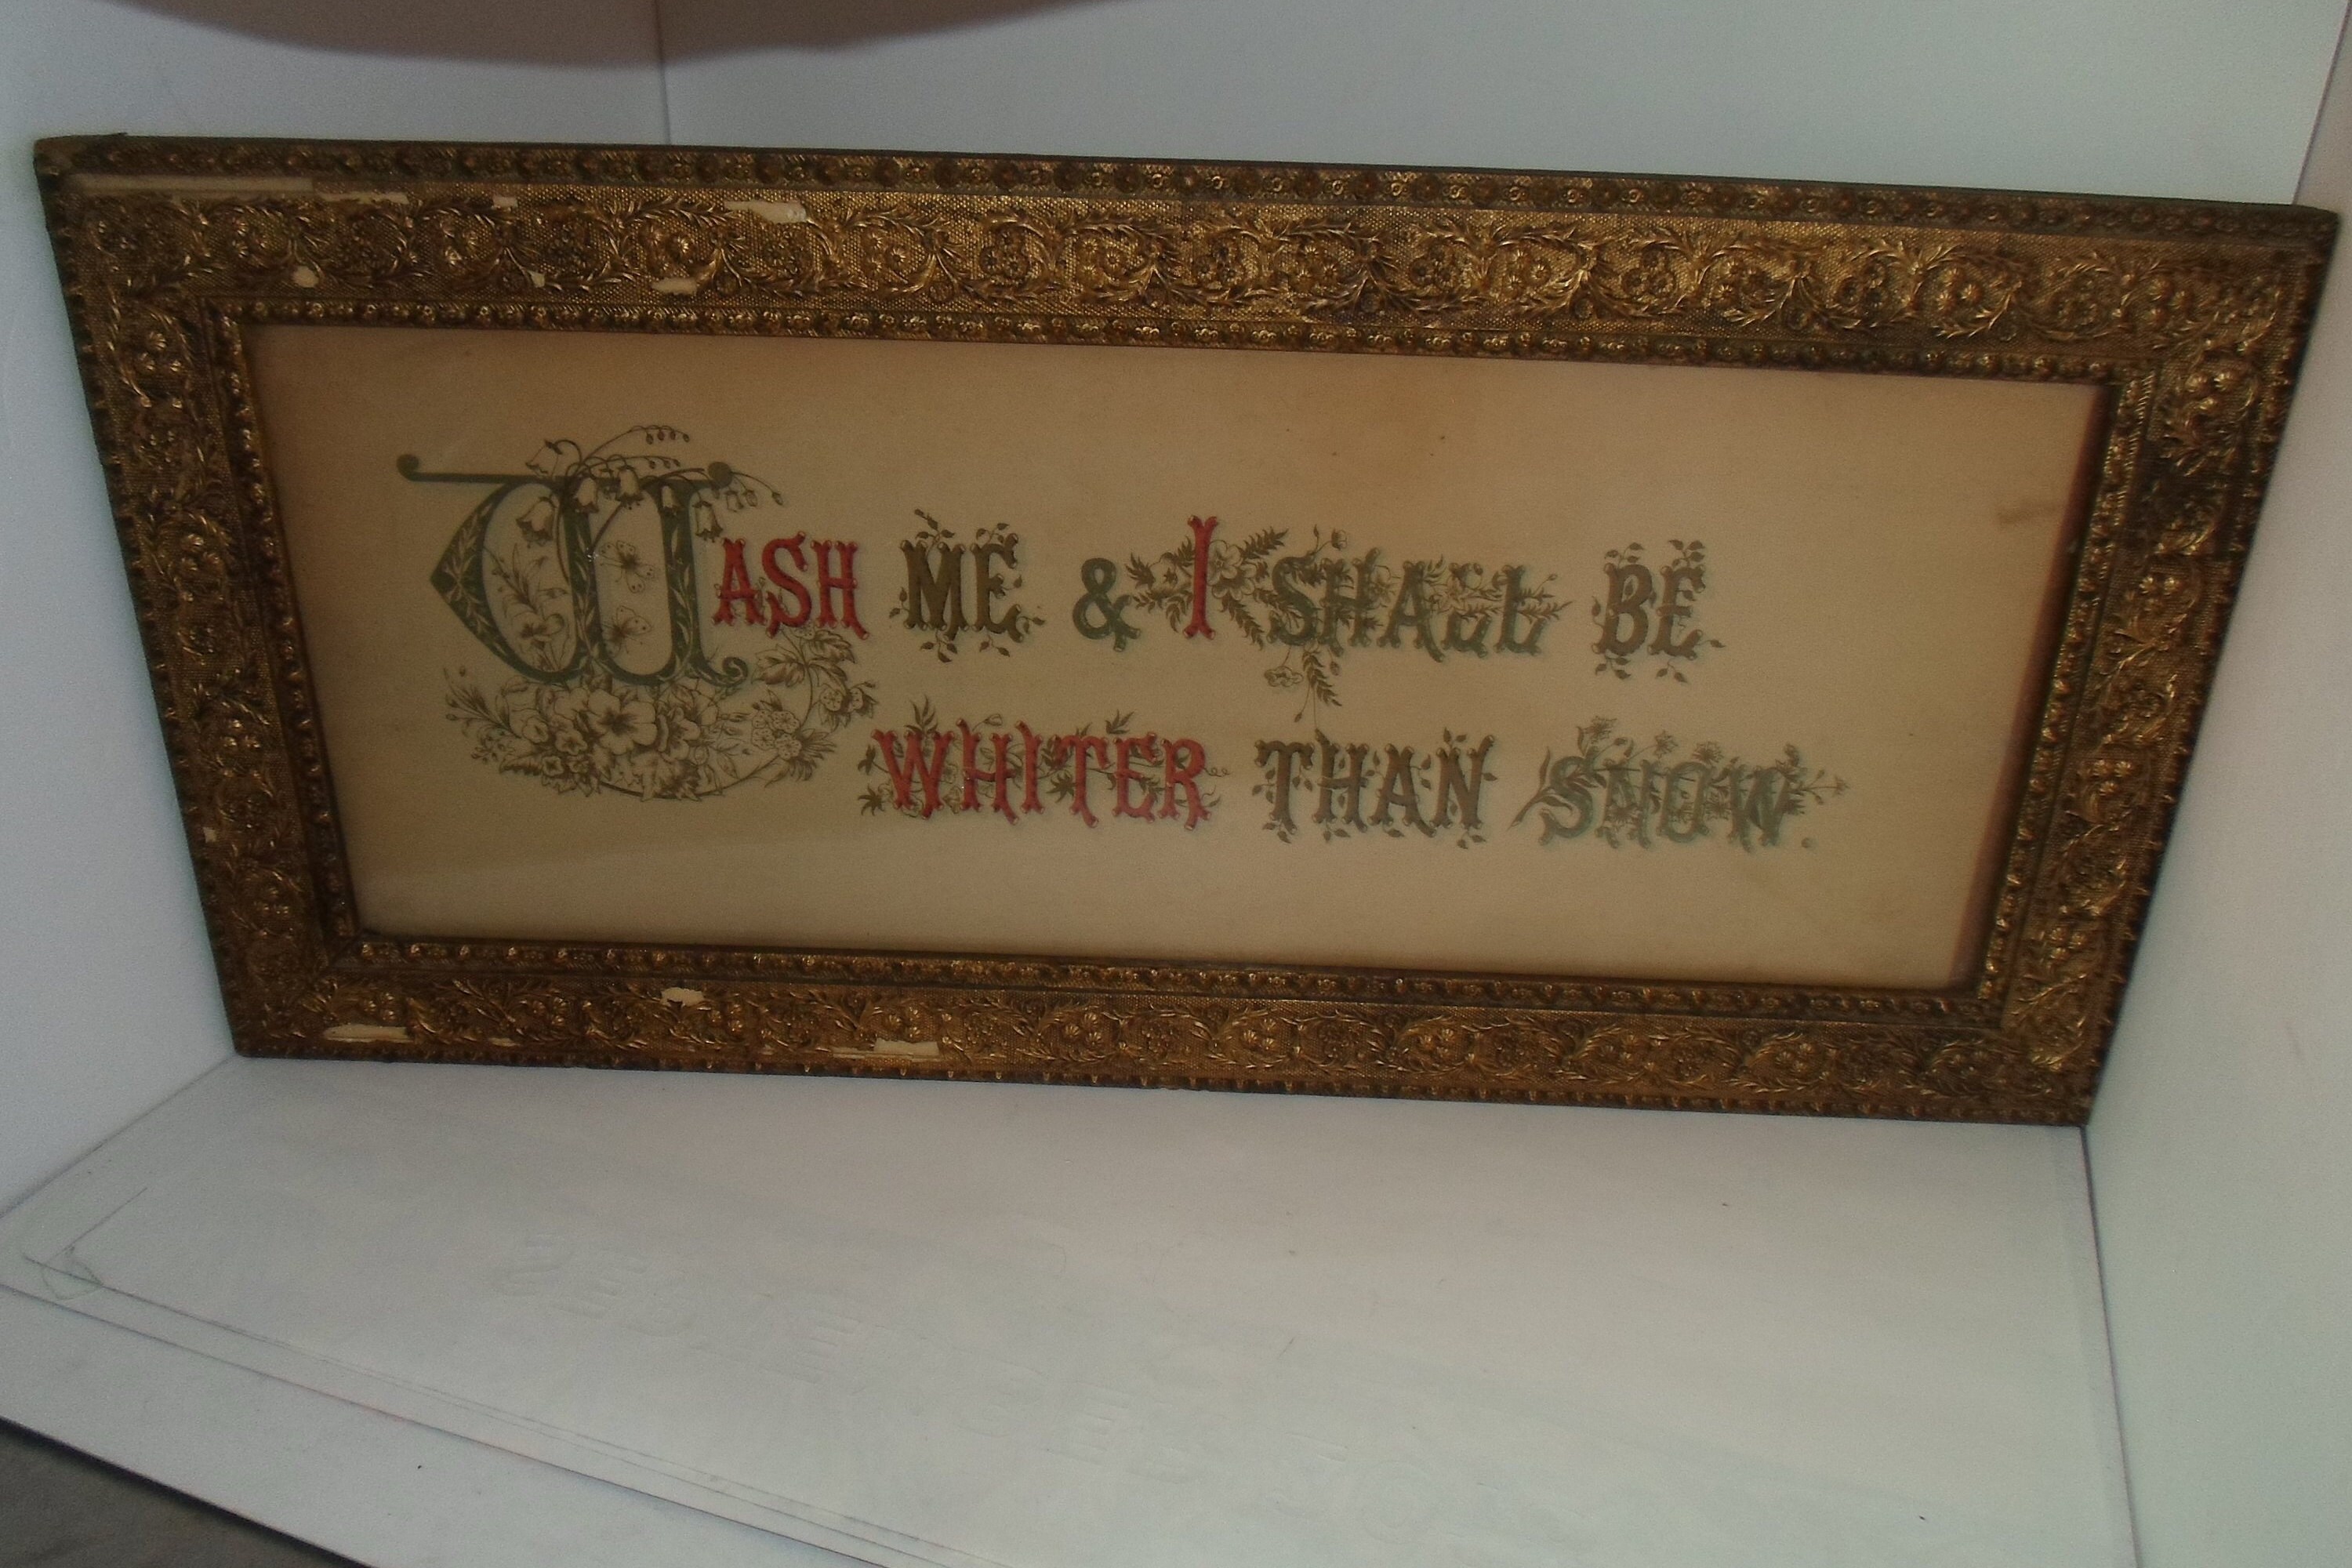 WASH ME & I SHALL BE
WHITER THAN SNOW.